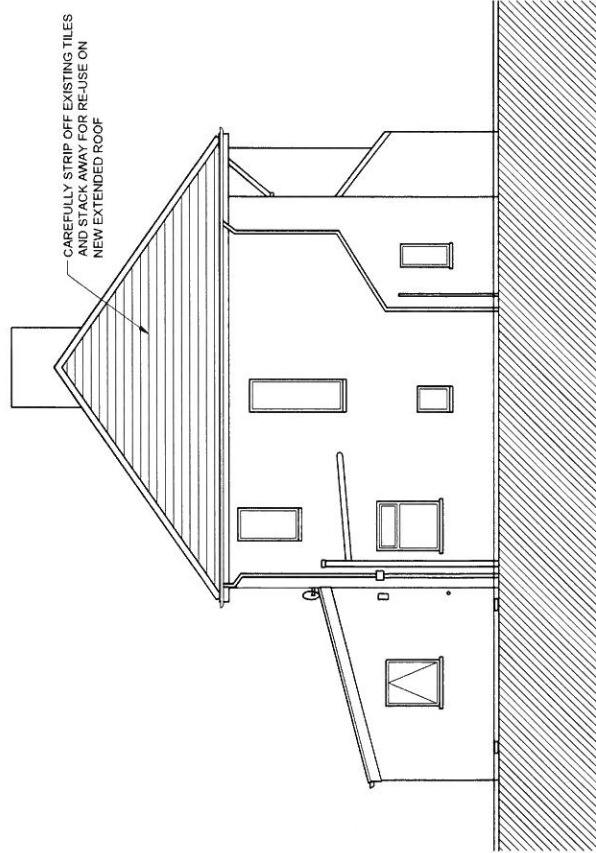 CAREFULLY STRIP OFF EXISTING TILES
AND STACK AWAY FOR RE-USE ON
NEW EXTENDED ROOF